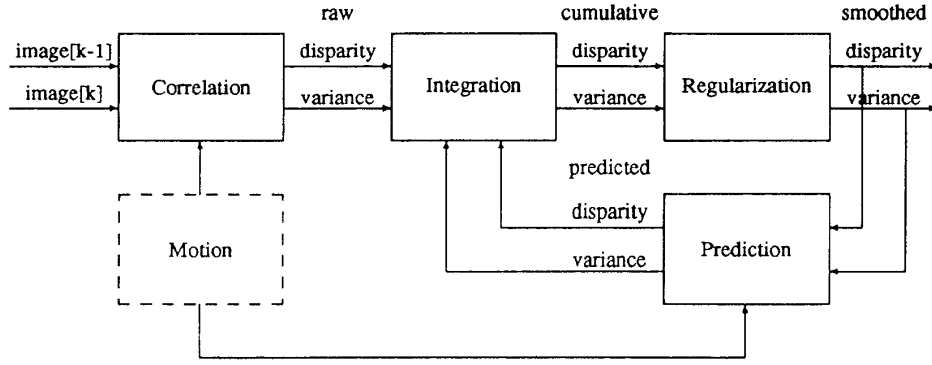 raw
cumulative
smoothed
image[k-1]
disparity
disparity
disparity
Correlation
Integration
Regularization
image[k]
variance
variance
variance
predicted
disparity
Motion
Prediction
variance